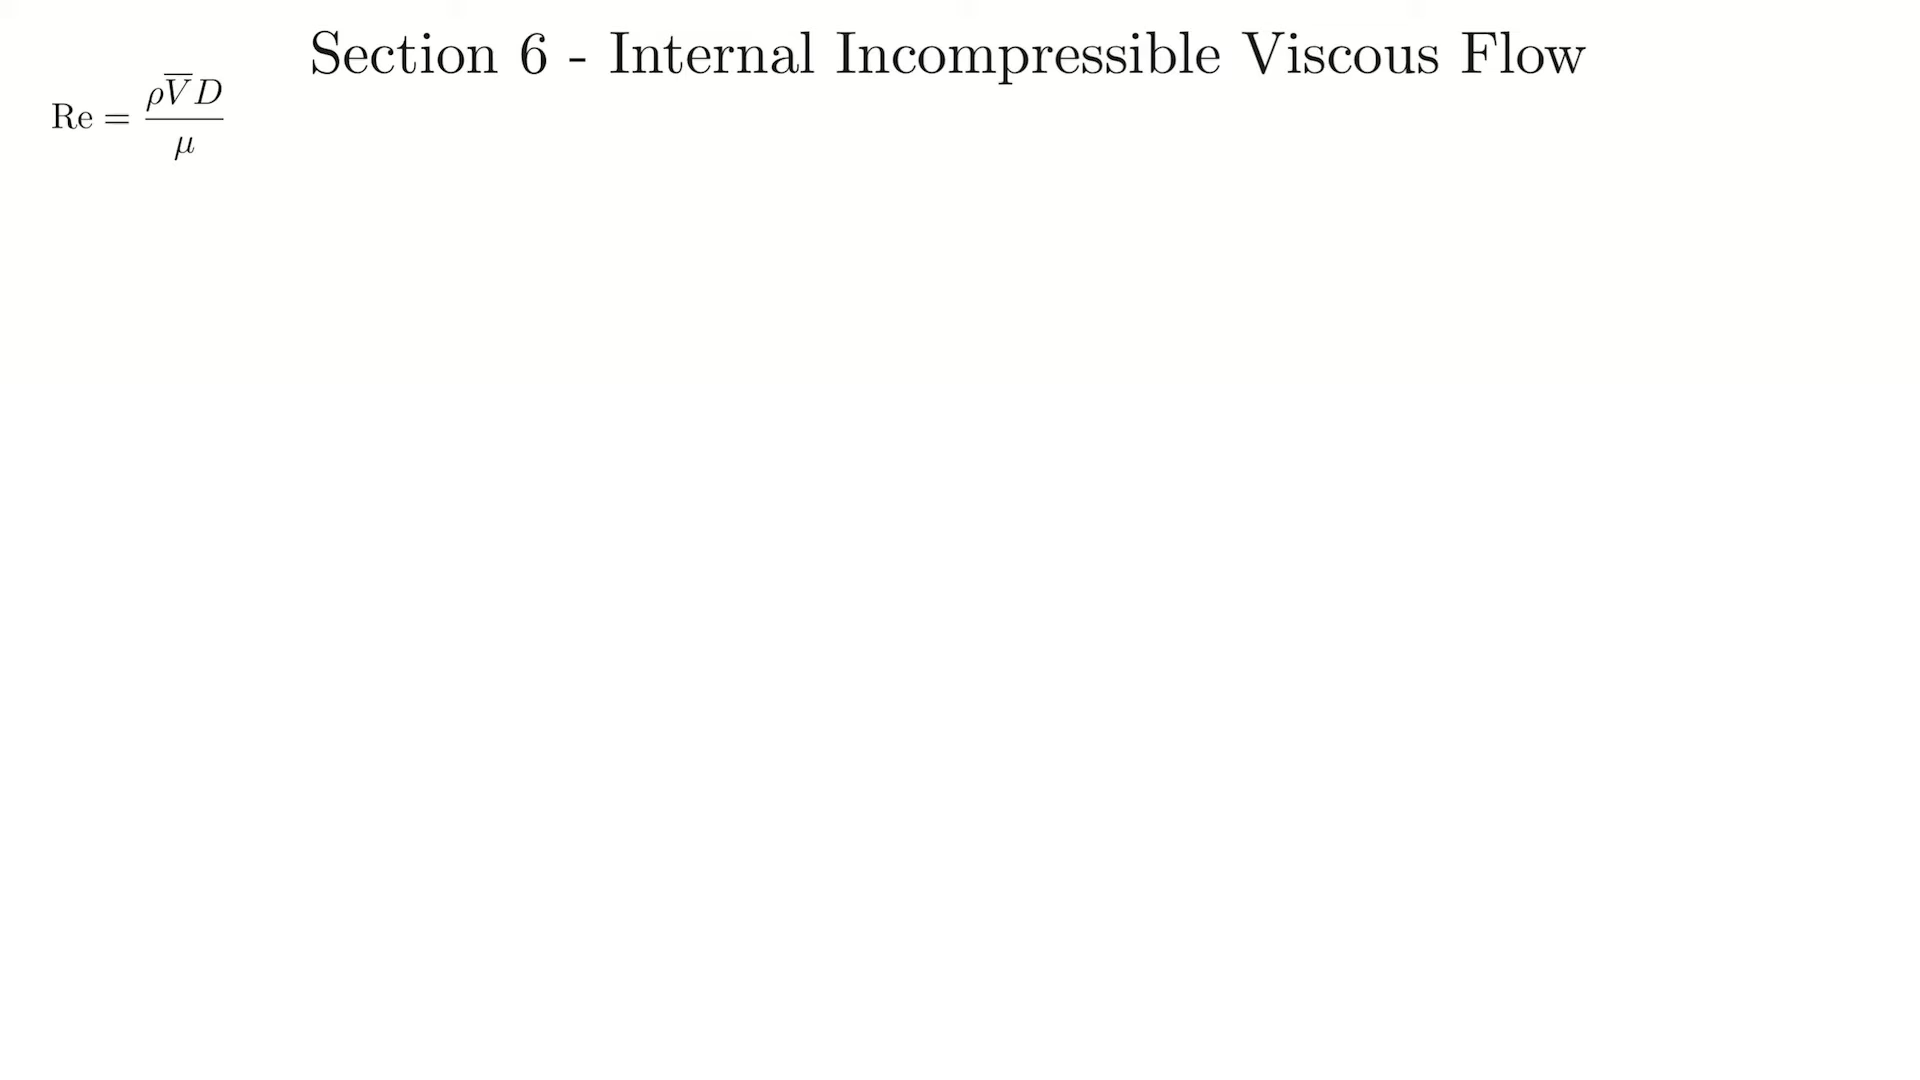 Section 6 - Internal Incompressible Viscous Flow
Re = ρV̅D / μ